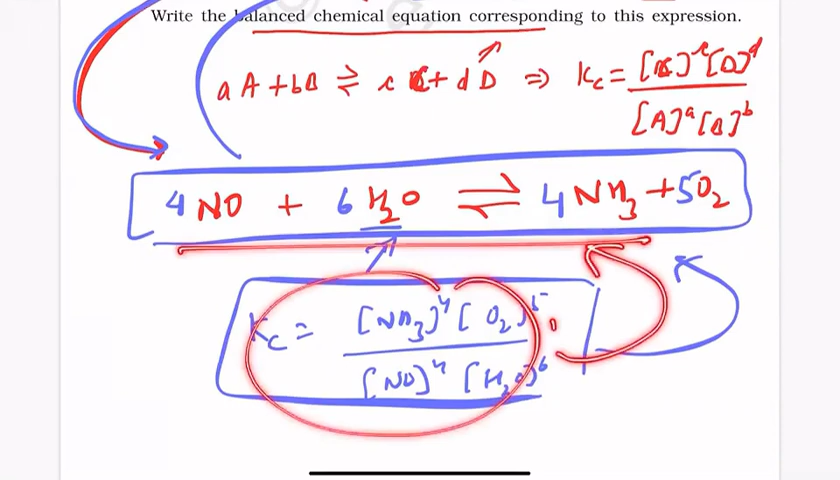 Write the balanced chemical equation corresponding to this expression.
aA + bB ⇌ cC + dD ⇒ Kc = [C]^c [D]^d / [A]^a [B]^b
4NO + 6H₂O ⇌ 4NH₃ + 5O₂
Kc = [NH₃]^4 [O₂]^5 / [NO]^4 [H₂O]^6